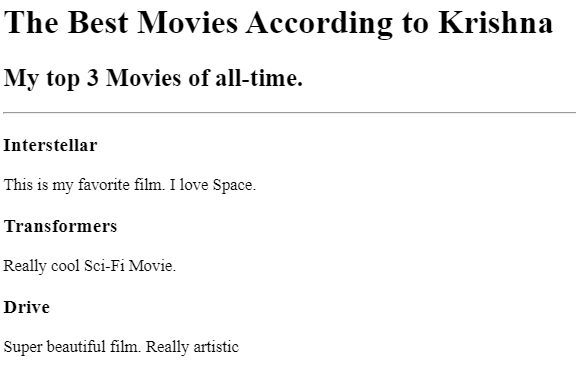 The Best Movies According to Krishna
My top 3 Movies of all-time.
Interstellar
This is my favorite film. I love Space.
Transformers
Really cool Sci-Fi Movie.
Drive
Super beautiful film. Really artistic